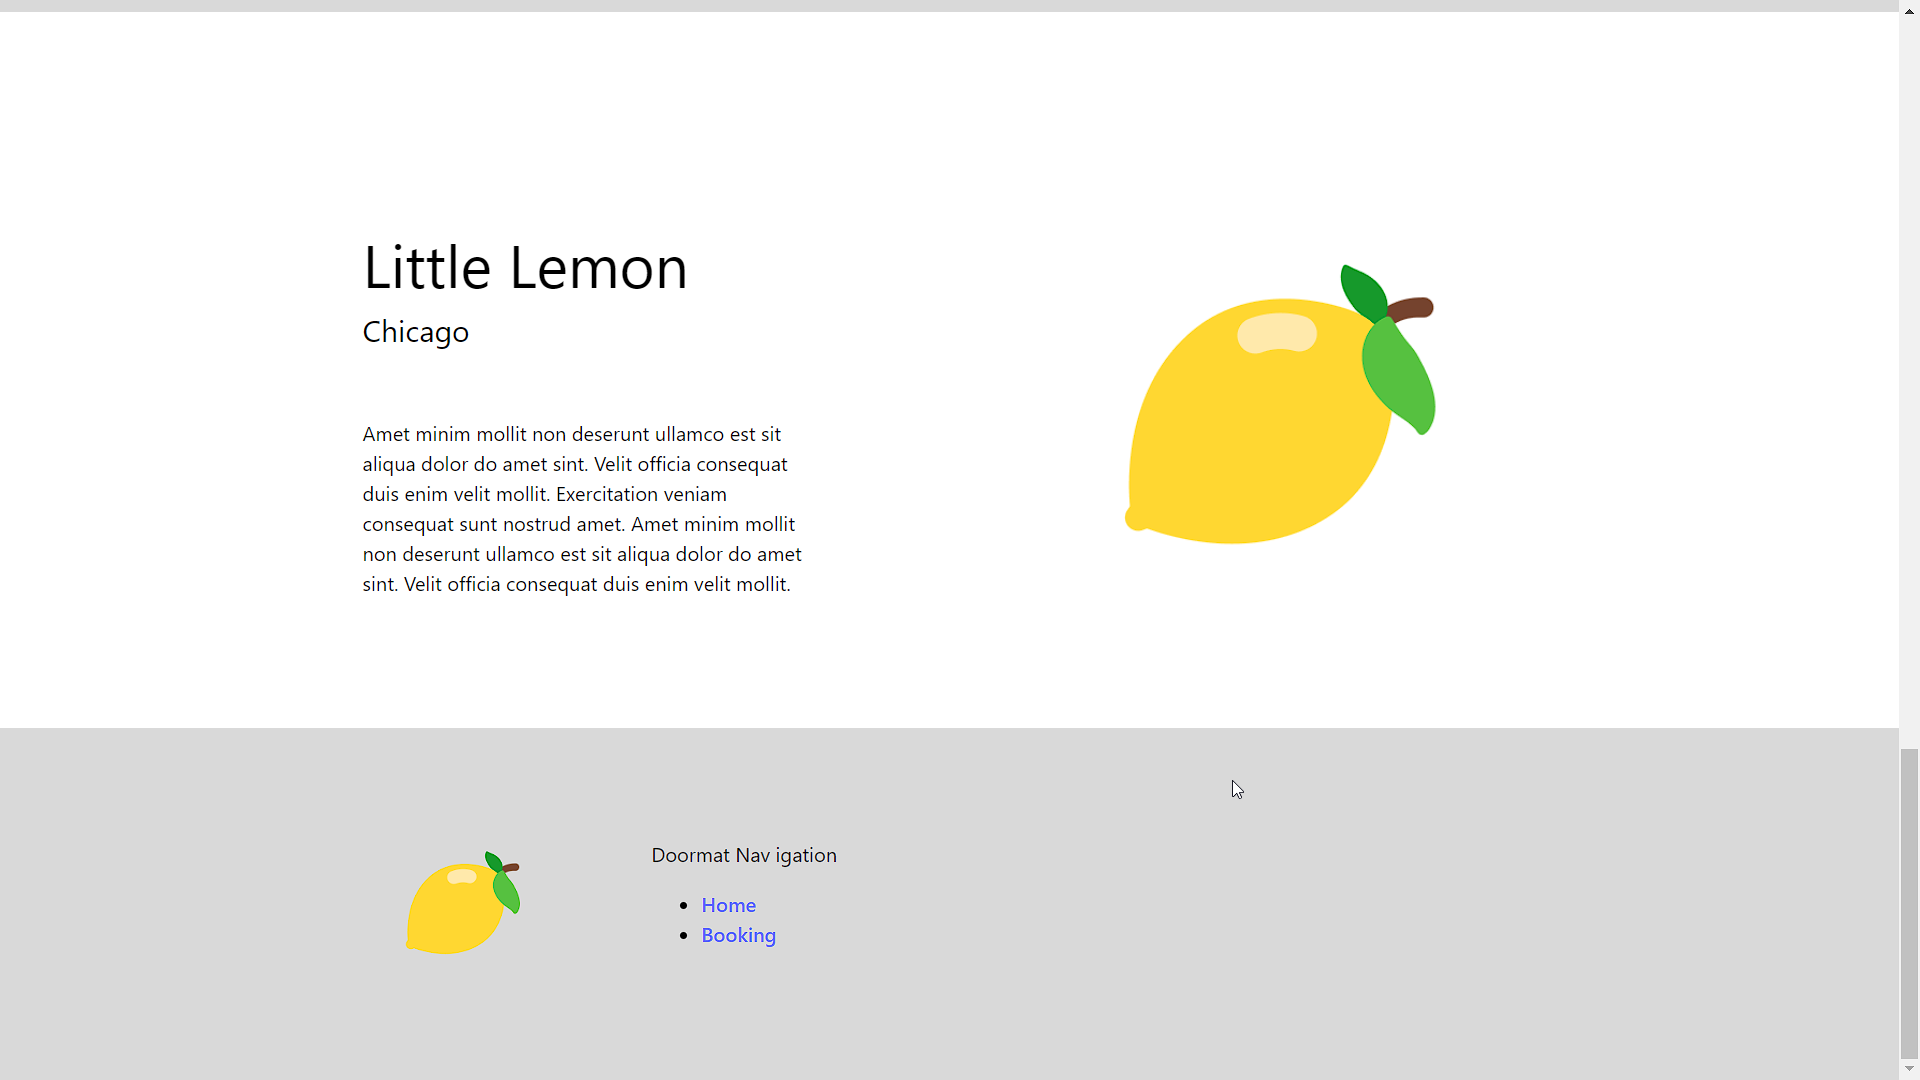 Little Lemon
Chicago
Amet minim mollit non deserunt ullamco est sit
aliqua dolor do amet sint. Velit officia consequat
duis enim velit mollit. Exercitation veniam
consequat sunt nostrud amet. Amet minim mollit
non deserunt ullamco est sit aliqua dolor do amet
sint. Velit officia consequat duis enim velit mollit.
Doormat Nav igation
Home
Booking